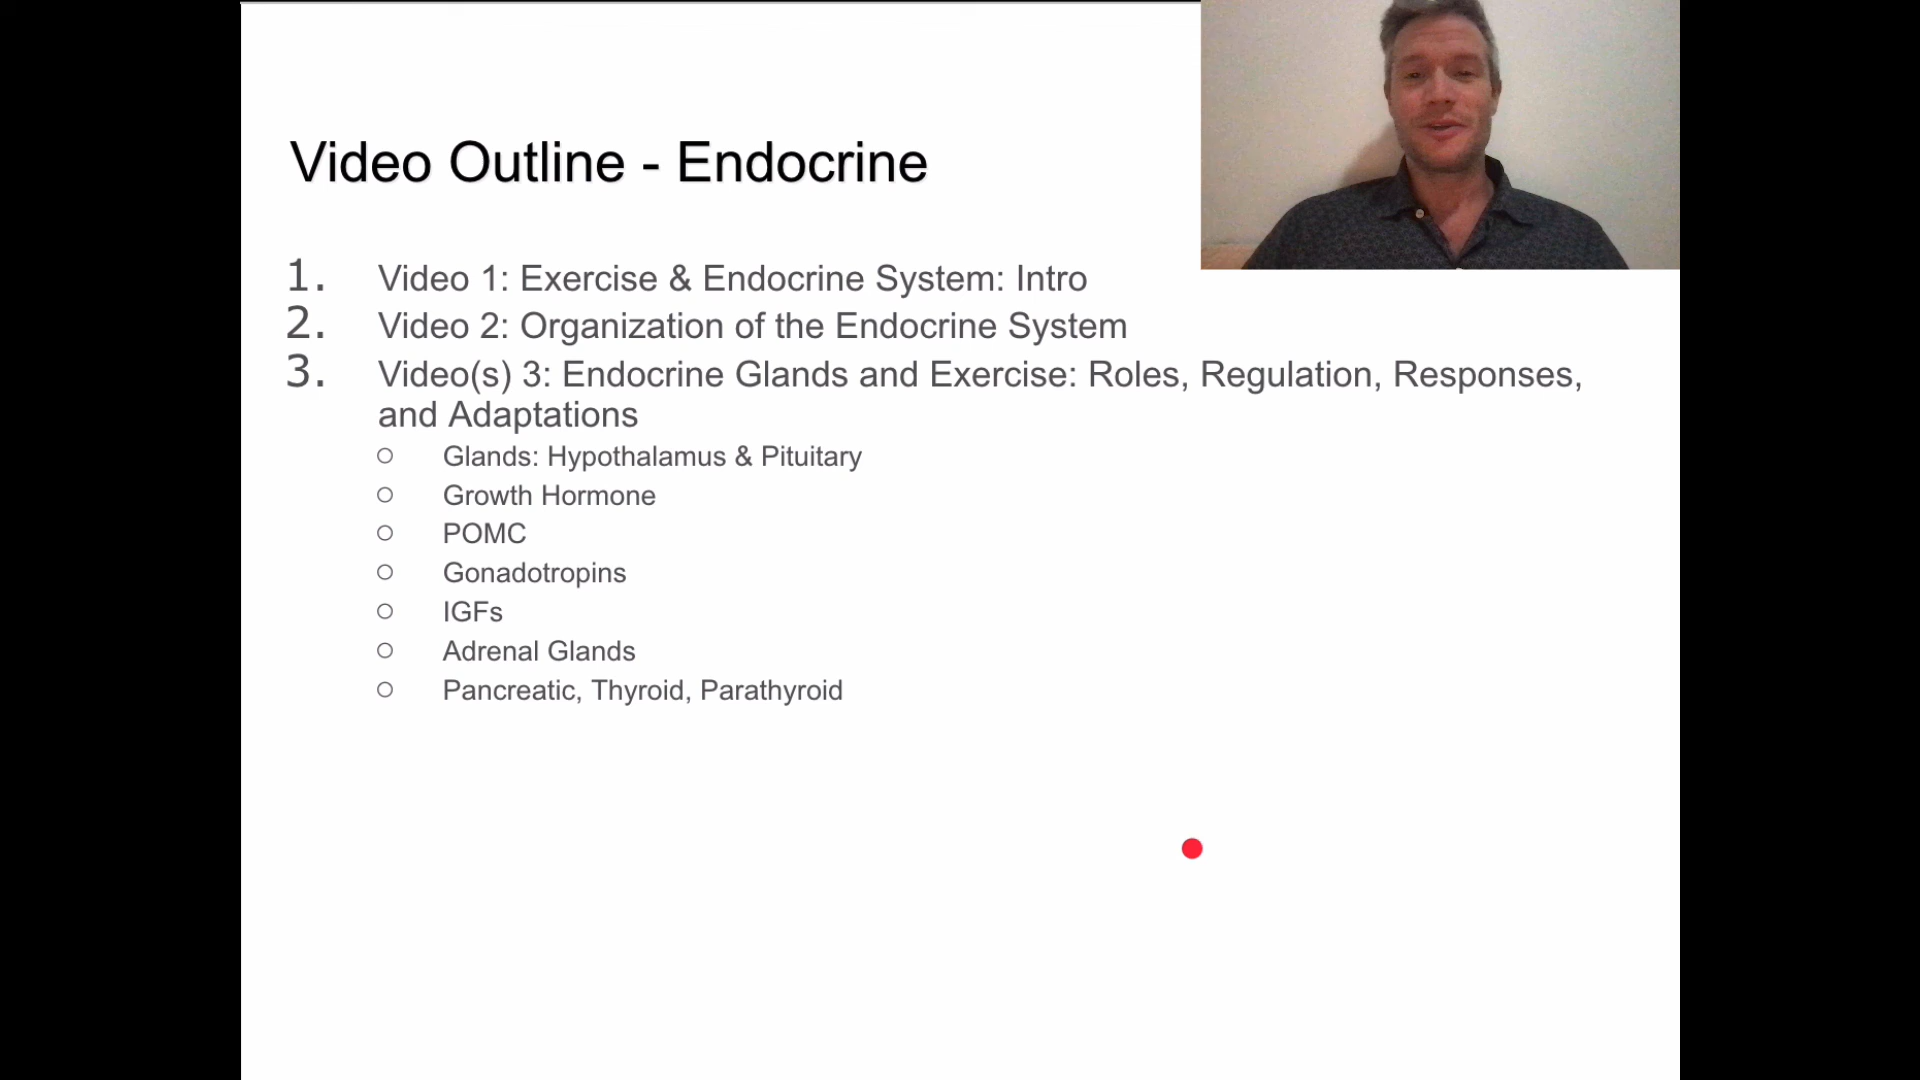 Video Outline - Endocrine
1. Video 1: Exercise & Endocrine System: Intro
2. Video 2: Organization of the Endocrine System
3. Video(s) 3: Endocrine Glands and Exercise: Roles, Regulation, Responses,
and Adaptations
○ Glands: Hypothalamus & Pituitary
○ Growth Hormone
○ POMC
○ Gonadotropins
○ IGFs
○ Adrenal Glands
○ Pancreatic, Thyroid, Parathyroid